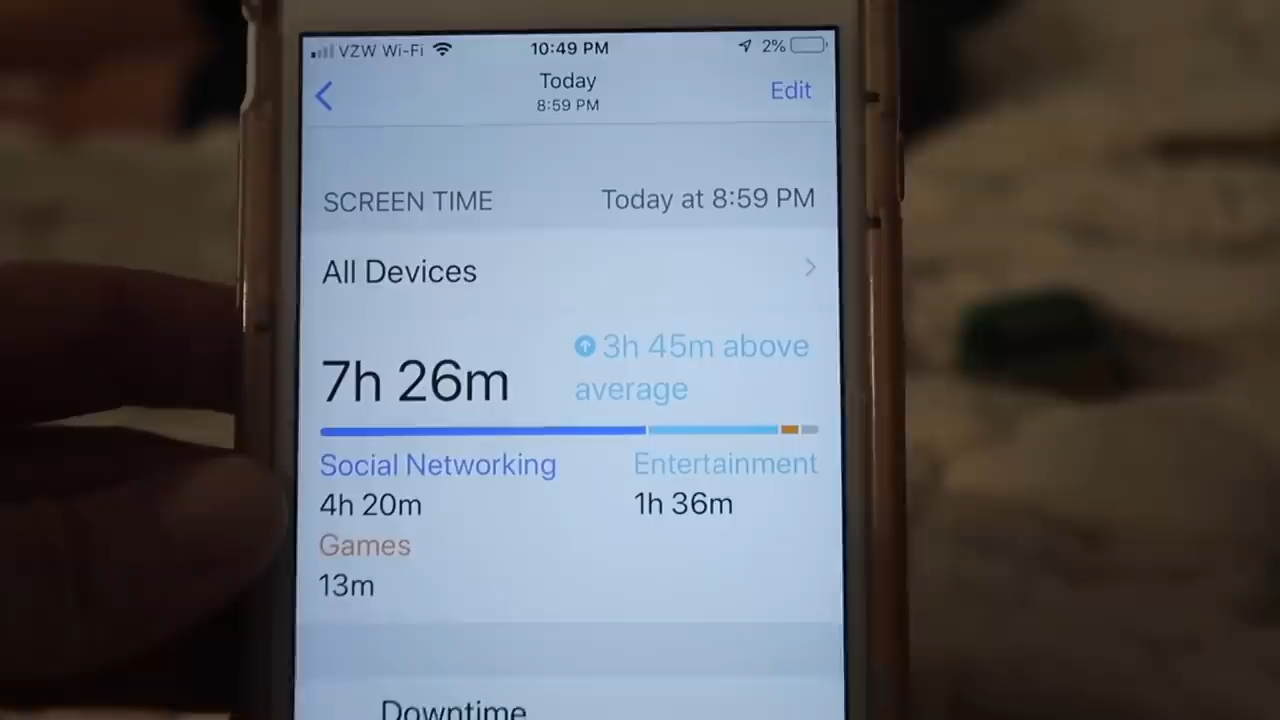 VZW Wi-Fi 10:49 PM 2%
Today
8:59 PM
Edit
SCREEN TIME Today at 8:59 PM
All Devices
7h 26m
3h 45m above
average
Social Networking Entertainment
4h 20m 1h 36m
Games
13m
Downtime